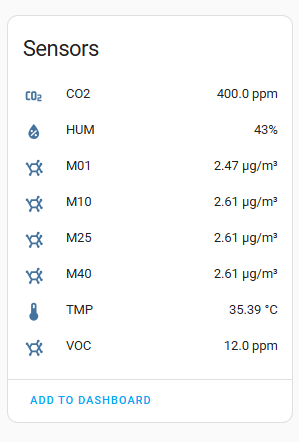 Sensors
CO2 CO2 400.0 ppm
HUM 43%
M01 2.47 µg/m³
M10 2.61 µg/m³
M25 2.61 µg/m³
M40 2.61 µg/m³
TMP 35.39 °C
VOC 12.0 ppm
ADD TO DASHBOARD